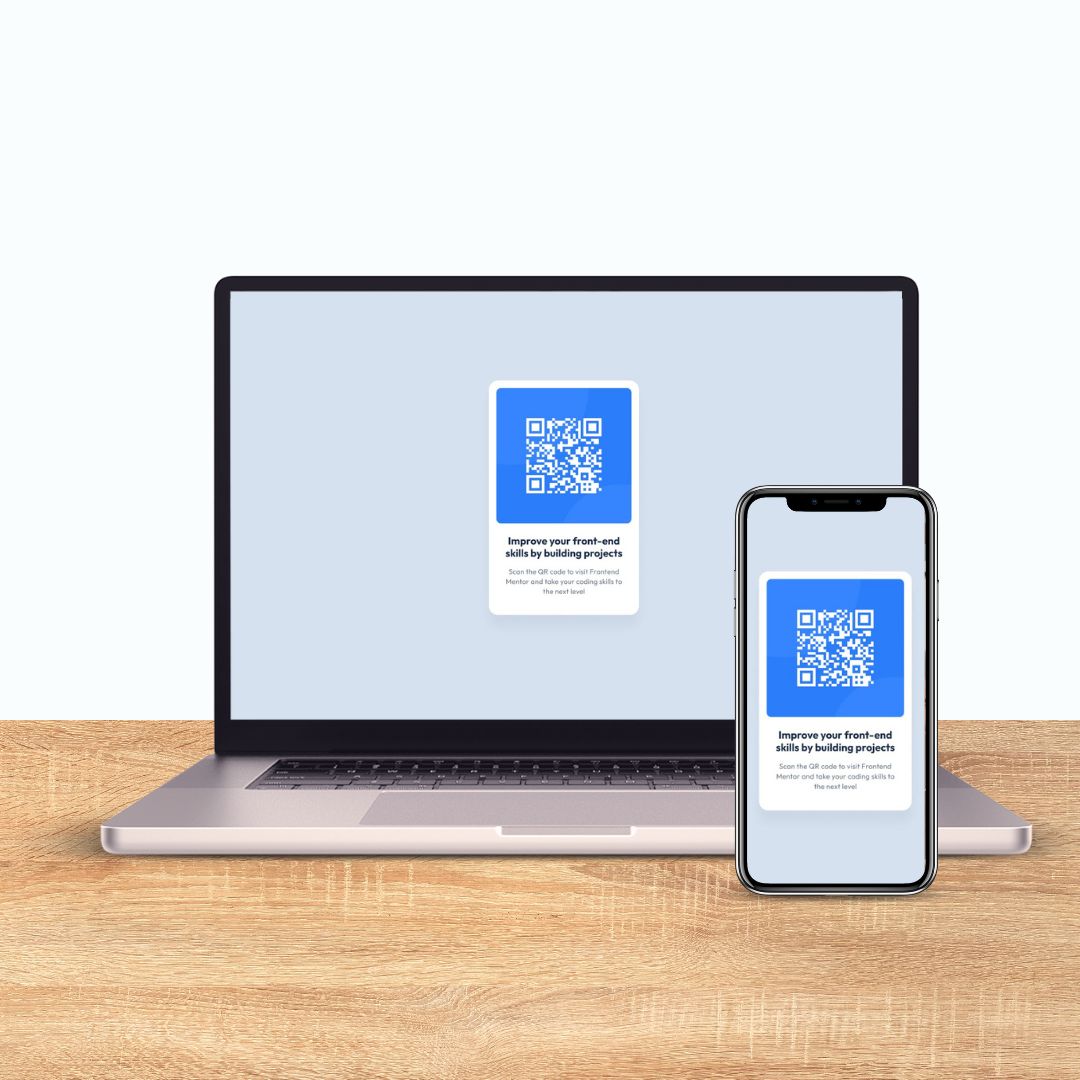 Improve your front-end
skills by building projects
Scan the QR code to visit Frontend
Mentor and take your coding skills to
the next level
Improve your front-end
skills by building projects
Scan the QR code to visit Frontend
Mentor and take your coding skills to
the next level